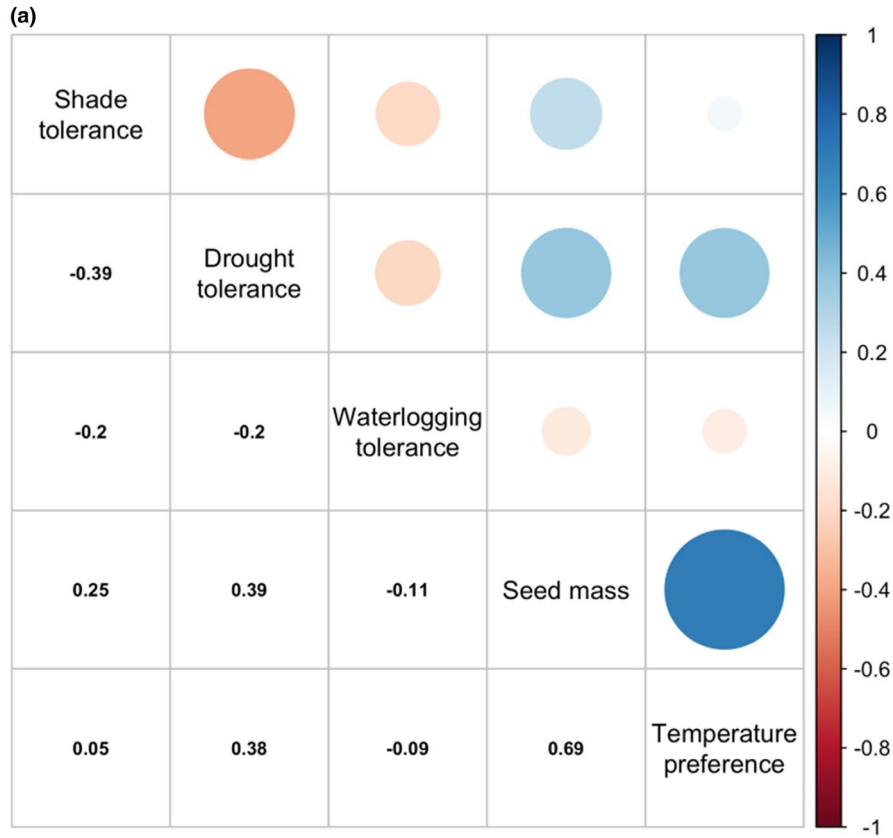 (a)
Shade
tolerance
-0.39
Drought
tolerance
-0.2
-0.2
Waterlogging
tolerance
0.25
0.39
-0.11
Seed mass
0.05
0.38
-0.09
0.69
Temperature
preference
1
0.8
0.6
0.4
0.2
0
-0.2
-0.4
-0.6
-0.8
-1